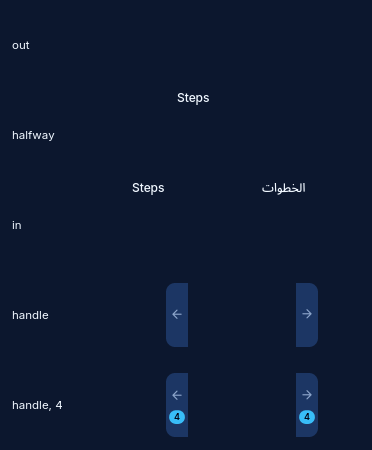 out
Steps
halfway
Steps الخطوات
in
handle
handle, 4
4 4